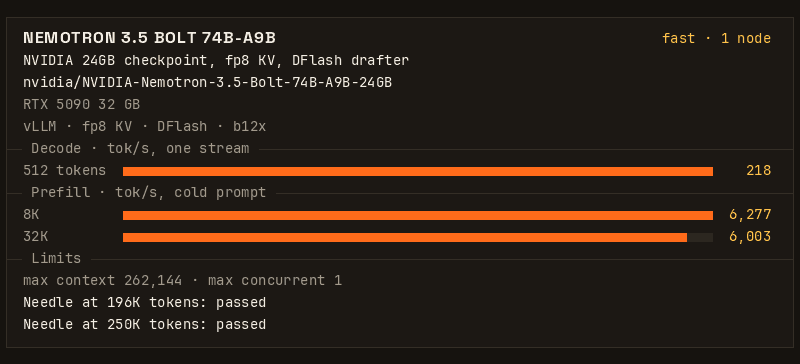 NEMOTRON 3.5 BOLT 74B-A9B
fast · 1 node
NVIDIA 24GB checkpoint, fp8 KV, DFlash drafter
nvidia/NVIDIA-Nemotron-3.5-Bolt-74B-A9B-24GB
RTX 5090 32 GB
vLLM · fp8 KV · DFlash · b12x
Decode · tok/s, one stream
512 tokens 218
Prefill · tok/s, cold prompt
8K 6,277
32K 6,003
Limits
max context 262,144 · max concurrent 1
Needle at 196K tokens: passed
Needle at 250K tokens: passed